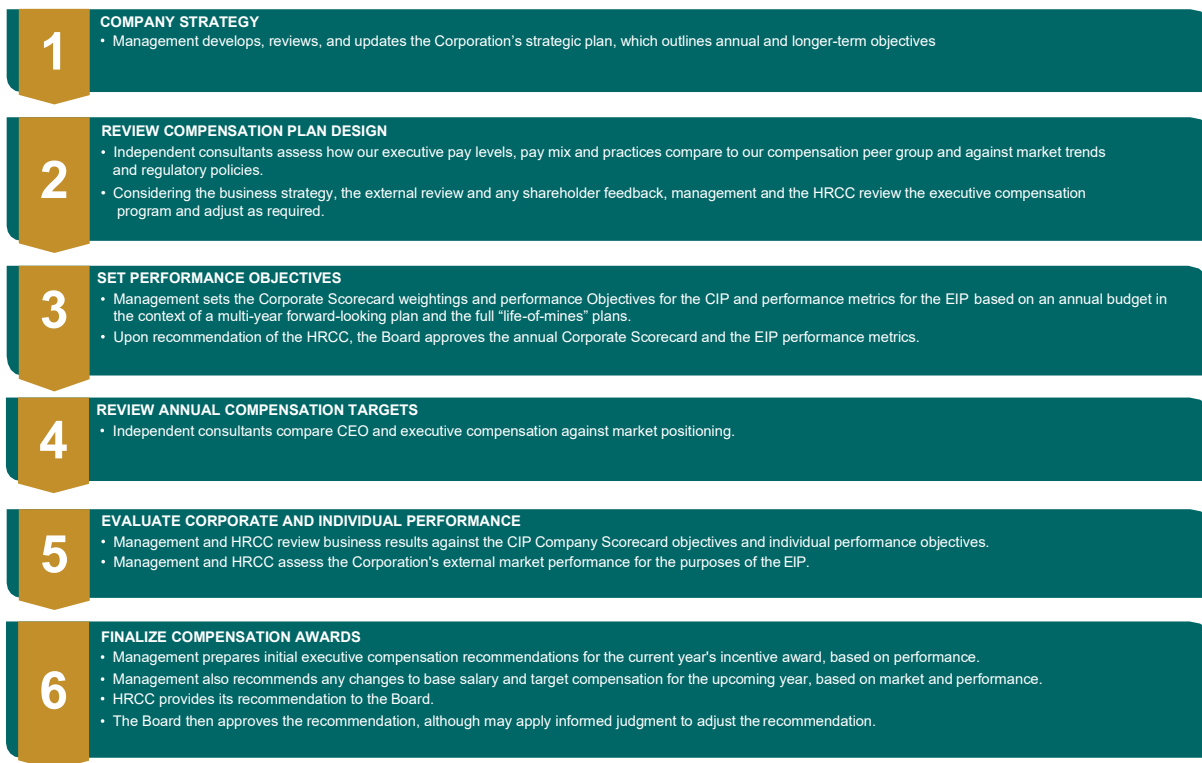 1
COMPANY STRATEGY
• Management develops, reviews, and updates the Corporation's strategic plan, which outlines annual and longer-term objectives
2
REVIEW COMPENSATION PLAN DESIGN
• Independent consultants assess how our executive pay levels, pay mix and practices compare to our compensation peer group and against market trends
and regulatory policies.
• Considering the business strategy, the external review and any shareholder feedback, management and the HRCC review the executive compensation
program and adjust as required.
3
SET PERFORMANCE OBJECTIVES
• Management sets the Corporate Scorecard weightings and performance Objectives for the CIP and performance metrics for the EIP based on an annual budget in
the context of a multi-year forward-looking plan and the full “life-of-mines” plans.
• Upon recommendation of the HRCC, the Board approves the annual Corporate Scorecard and the EIP performance metrics.
4
REVIEW ANNUAL COMPENSATION TARGETS
• Independent consultants compare CEO and executive compensation against market positioning.
5
EVALUATE CORPORATE AND INDIVIDUAL PERFORMANCE
• Management and HRCC review business results against the CIP Company Scorecard objectives and individual performance objectives.
• Management and HRCC assess the Corporation's external market performance for the purposes of the EIP.
6
FINALIZE COMPENSATION AWARDS
• Management prepares initial executive compensation recommendations for the current year's incentive award, based on performance.
• Management also recommends any changes to base salary and target compensation for the upcoming year, based on market and performance.
• HRCC provides its recommendation to the Board.
• The Board then approves the recommendation, although may apply informed judgment to adjust the recommendation.